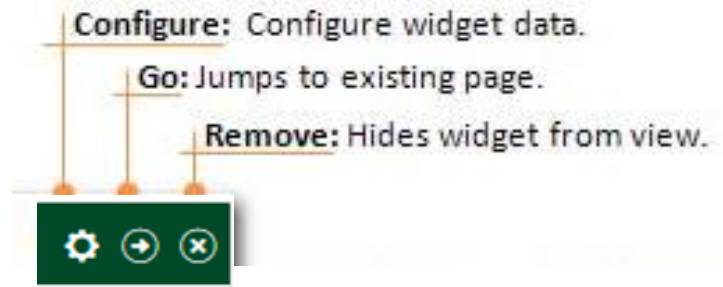 Configure: Configure widget data.
Go: Jumps to existing page.
Remove: Hides widget from view.